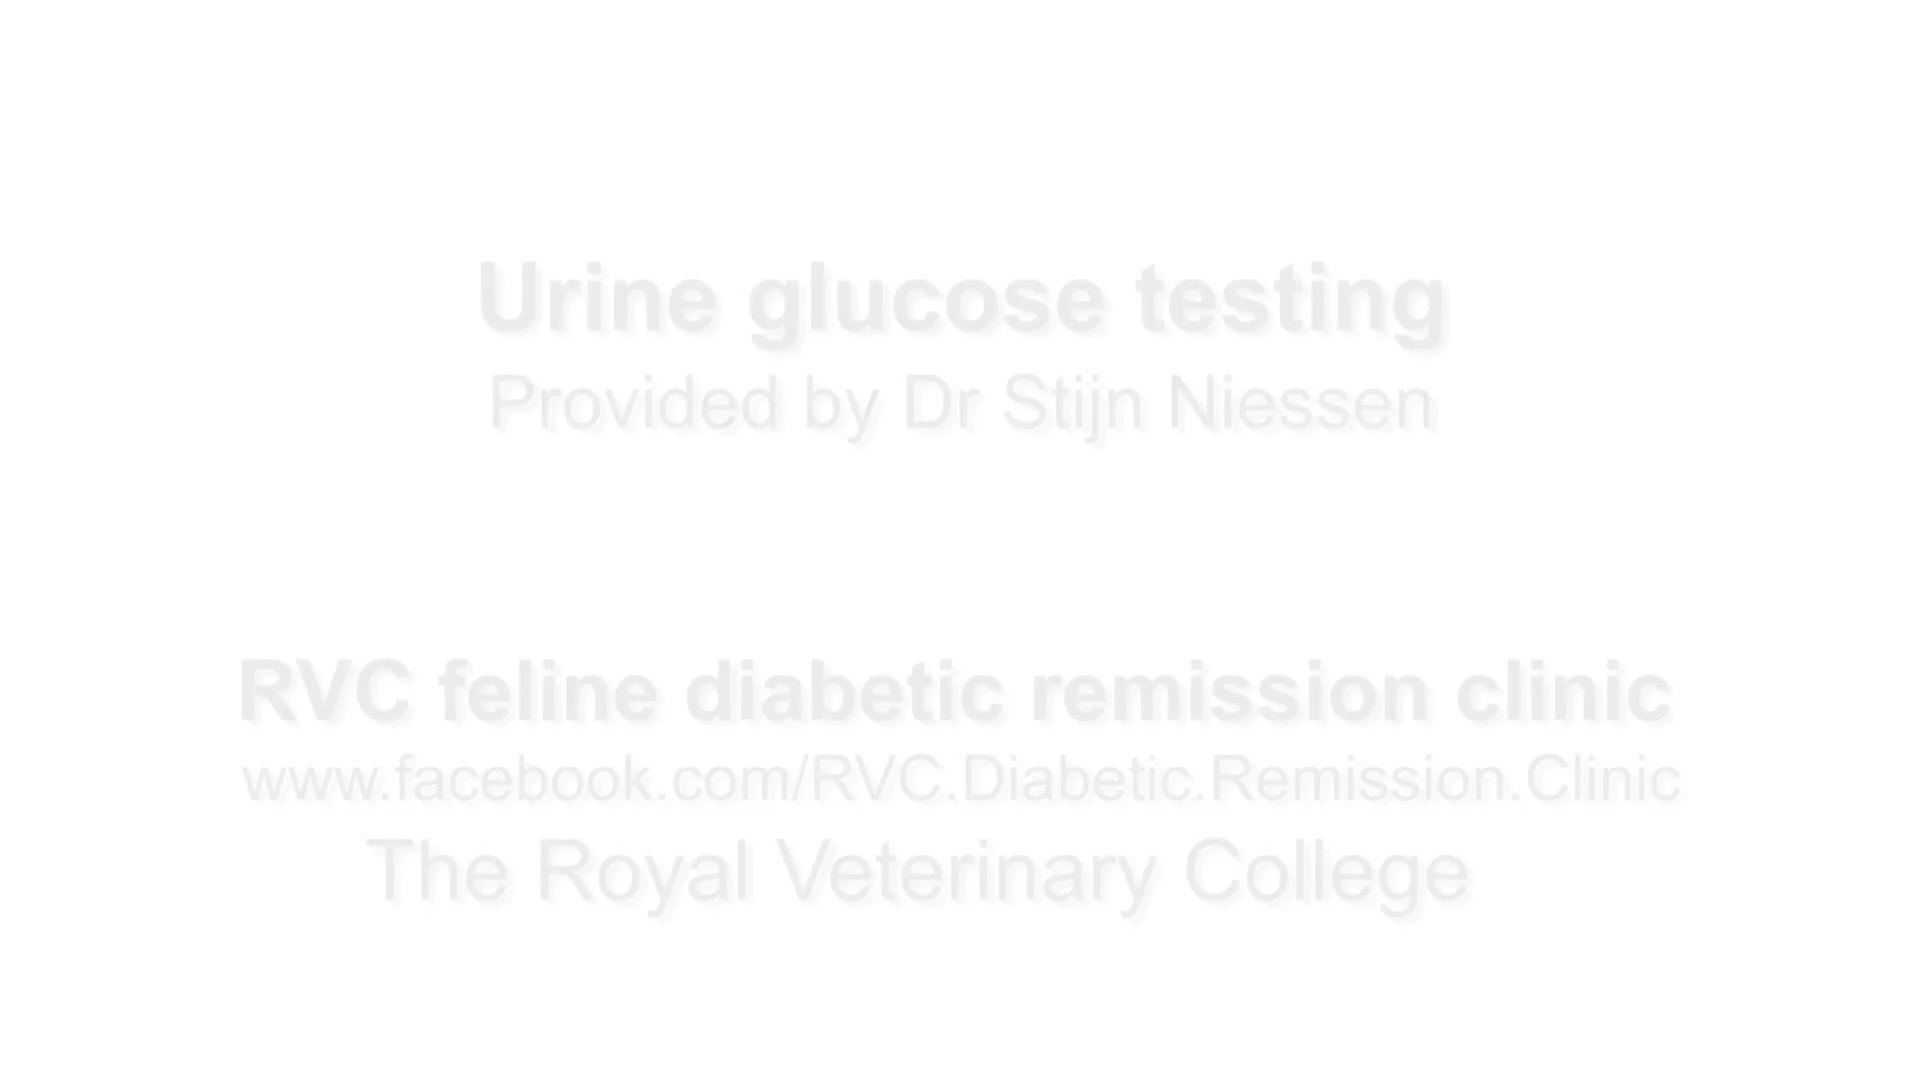 Urine glucose testing
Provided by Dr Stijn Niessen
RVC feline diabetic remission clinic
www.facebook.com/RVC.Diabetic.Remission.Clinic
The Royal Veterinary College